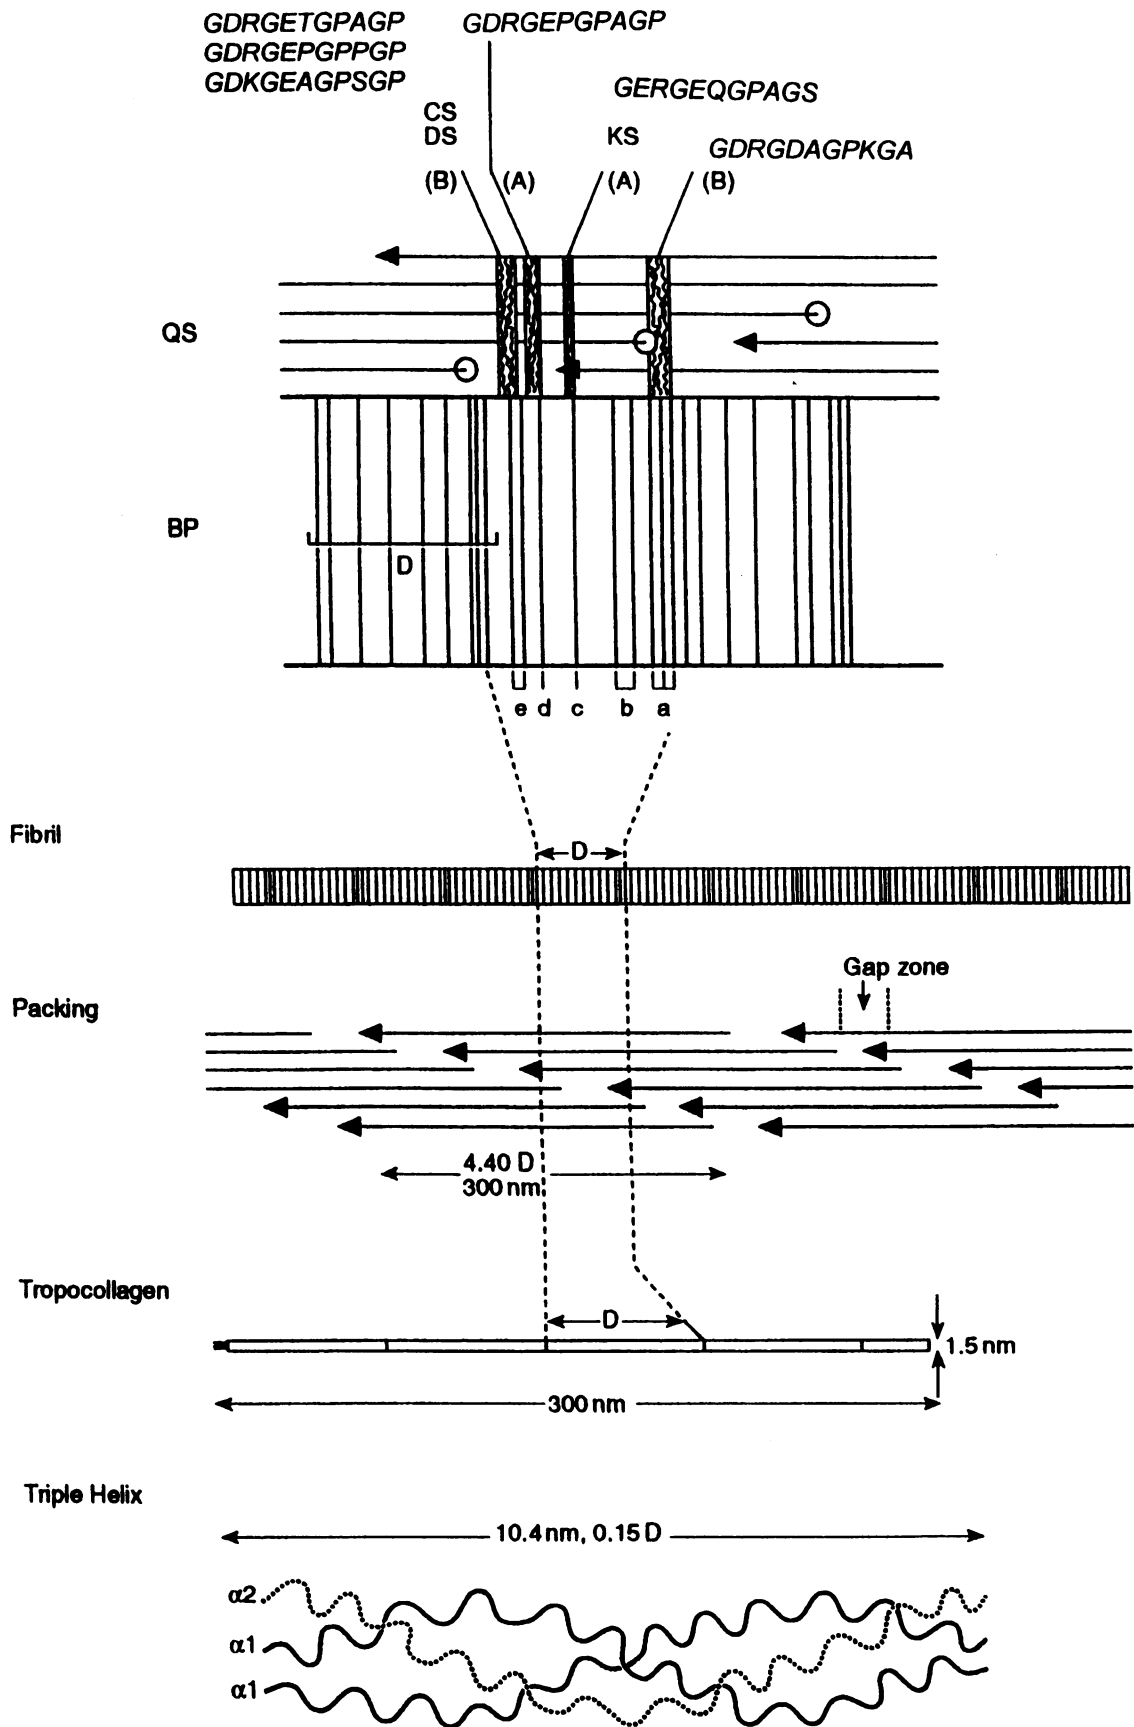 GDRGETGPAGP GDRGEPGPAGP
GDRGEPGPPGP
GDKGEAGPSGP
GERGEQGPAGS
CS
DS KS
GDRGDAGPKGA
(B) (A) (A) (B)
QS
BP
D
e d c b a
Fibril
D
Gap zone
Packing
4.40 D
300 nm
Tropocollagen
D
1.5 nm
300 nm
Triple Helix
10.4 nm, 0.15 D
α2
α1
α1